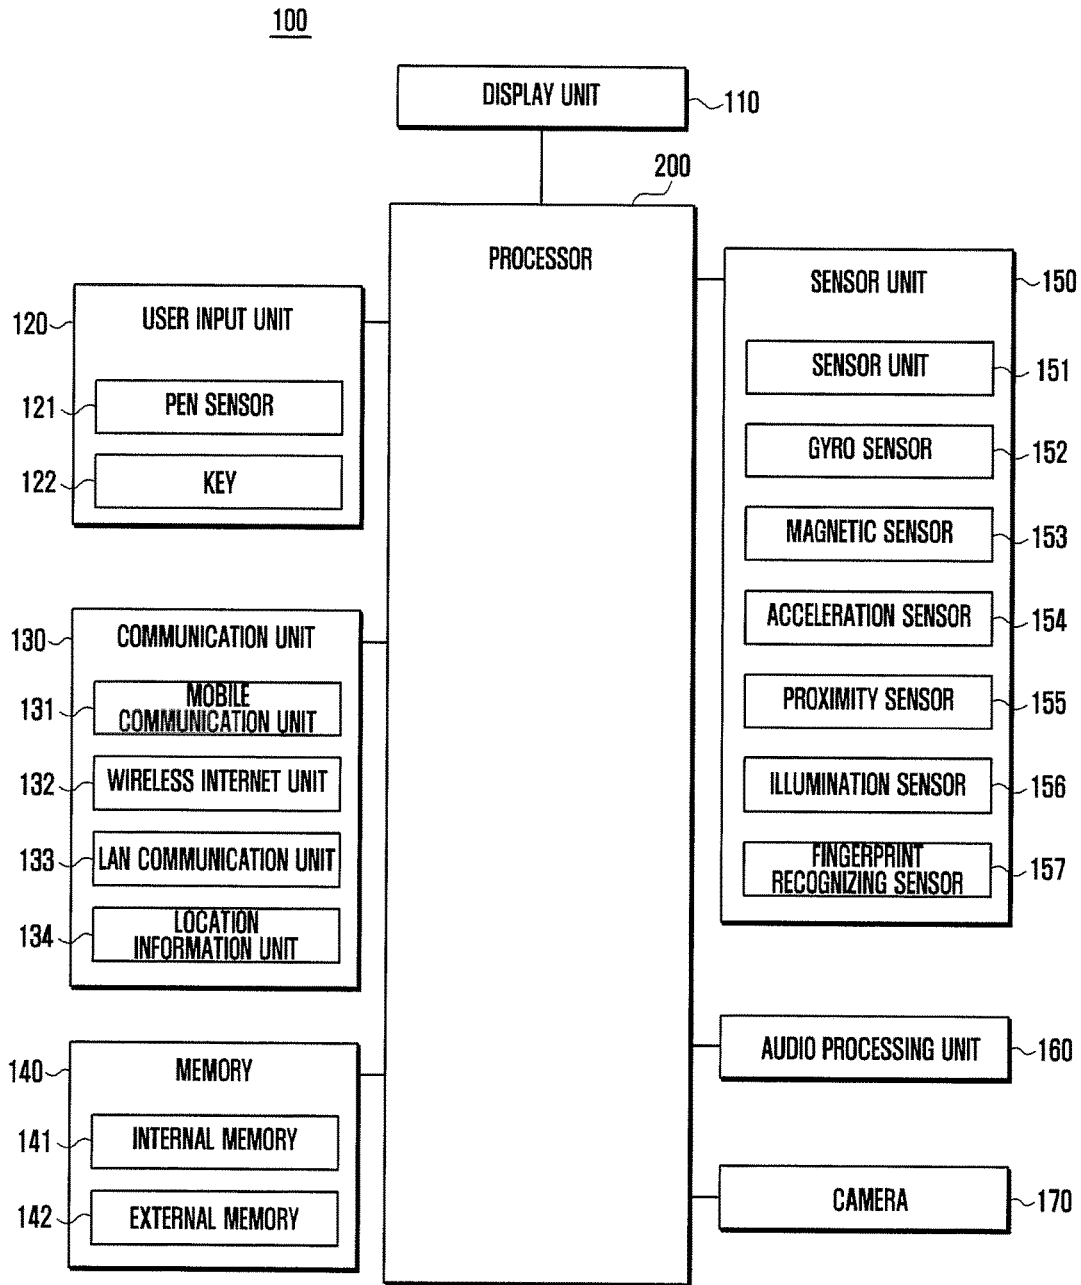 100
DISPLAY UNIT
110
200
PROCESSOR
120
USER INPUT UNIT
121
PEN SENSOR
122
KEY
130
COMMUNICATION UNIT
131
MOBILE
COMMUNICATION UNIT
132
WIRELESS INTERNET UNIT
133
LAN COMMUNICATION UNIT
134
LOCATION
INFORMATION UNIT
140
MEMORY
141
INTERNAL MEMORY
142
EXTERNAL MEMORY
SENSOR UNIT
150
SENSOR UNIT
151
GYRO SENSOR
152
MAGNETIC SENSOR
153
ACCELERATION SENSOR
154
PROXIMITY SENSOR
155
ILLUMINATION SENSOR
156
FINGERPRINT
RECOGNIZING SENSOR
157
AUDIO PROCESSING UNIT
160
CAMERA
170